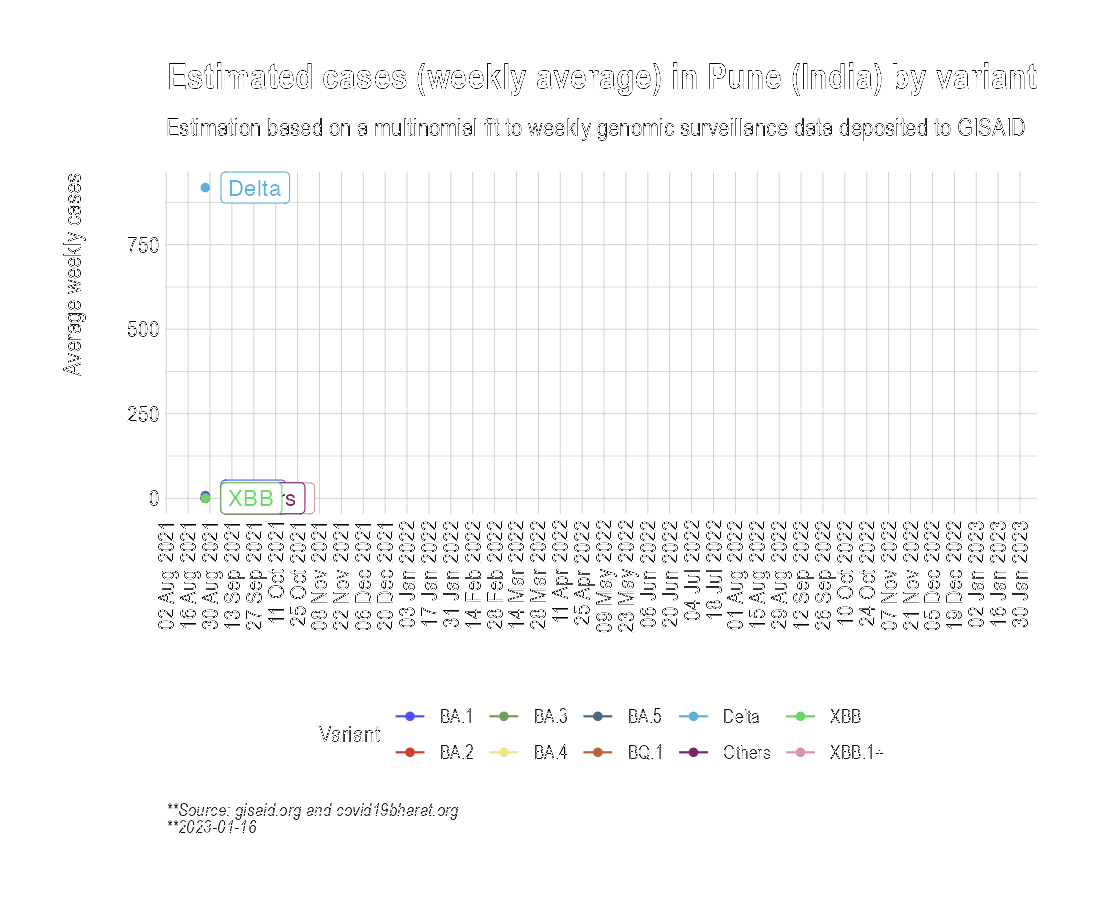 Estimated cases (weekly average) in Pune (India) by variant
Estimation based on a multinomial fit to weekly genomic surveillance data deposited to GISAID
Average weekly cases
750
500
250
0
Delta
XBB
rs
02 Aug 2021
16 Aug 2021
30 Aug 2021
13 Sep 2021
27 Sep 2021
11 Oct 2021
25 Oct 2021
08 Nov 2021
22 Nov 2021
06 Dec 2021
20 Dec 2021
03 Jan 2022
17 Jan 2022
31 Jan 2022
14 Feb 2022
28 Feb 2022
14 Mar 2022
28 Mar 2022
11 Apr 2022
25 Apr 2022
09 May 2022
23 May 2022
06 Jun 2022
20 Jun 2022
04 Jul 2022
18 Jul 2022
01 Aug 2022
15 Aug 2022
29 Aug 2022
12 Sep 2022
26 Sep 2022
10 Oct 2022
24 Oct 2022
07 Nov 2022
21 Nov 2022
05 Dec 2022
19 Dec 2022
02 Jan 2023
16 Jan 2023
30 Jan 2023
Variant
BA.1 BA.3 BA.5 Delta XBB
BA.2 BA.4 BQ.1 Others XBB.1+
**Source: gisaid.org and covid19bharat.org
**2023-01-16